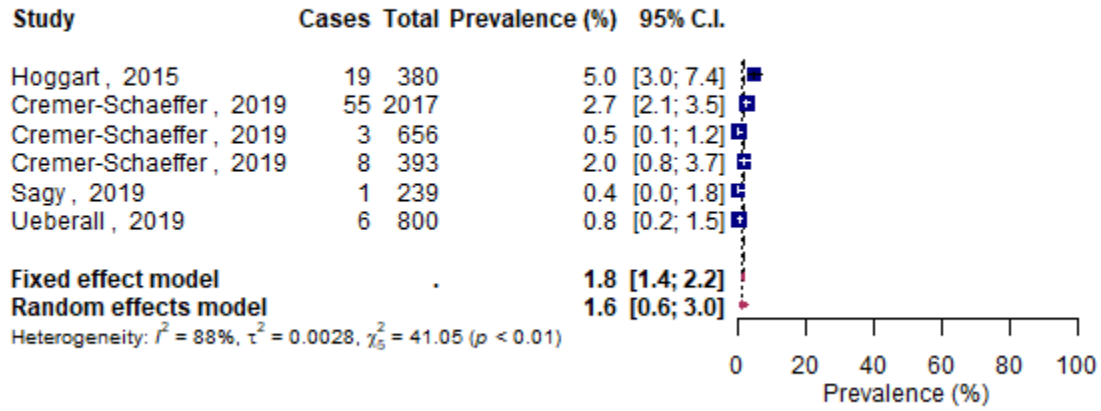 Study Cases Total Prevalence (%) 95% C.I.
Hoggart , 2015 19 380 5.0 [3.0; 7.4]
Cremer-Schaeffer , 2019 55 2017 2.7 [2.1; 3.5]
Cremer-Schaeffer , 2019 3 656 0.5 [0.1; 1.2]
Cremer-Schaeffer , 2019 8 393 2.0 [0.8; 3.7]
Sagy , 2019 1 239 0.4 [0.0; 1.8]
Ueberall , 2019 6 800 0.8 [0.2; 1.5]
Fixed effect model . 1.8 [1.4; 2.2]
Random effects model 1.6 [0.6; 3.0]
Heterogeneity: I² = 88%, τ² = 0.0028, χ²₅ = 41.05 (p < 0.01)
0 20 40 60 80 100
Prevalence (%)